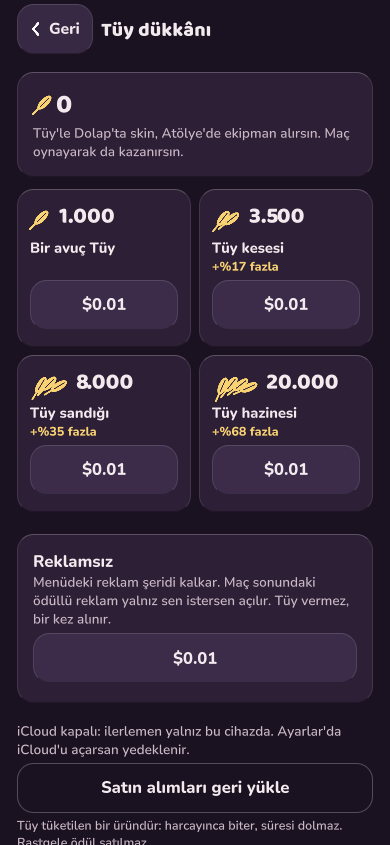 Geri Tüy dükkânı
0
Tüy'le Dolap'ta skin, Atölye'de ekipman alırsın. Maç
oynayarak da kazanırsın.
1.000
Bir avuç Tüy
$0.01
3.500
Tüy kesesi
+%17 fazla
$0.01
8.000
Tüy sandığı
+%35 fazla
$0.01
20.000
Tüy hazinesi
+%68 fazla
$0.01
Reklamsız
Menüdeki reklam şeridi kalkar. Maç sonundaki
ödüllü reklam yalnız sen istersen açılır. Tüy vermez,
bir kez alınır.
$0.01
iCloud kapalı: ilerlemen yalnız bu cihazda. Ayarlar'da
iCloud'u açarsan yedeklenir.
Satın alımları geri yükle
Tüy tüketilen bir üründür: harcayınca biter, süresi dolmaz.
Rastgele ödül satılmaz.